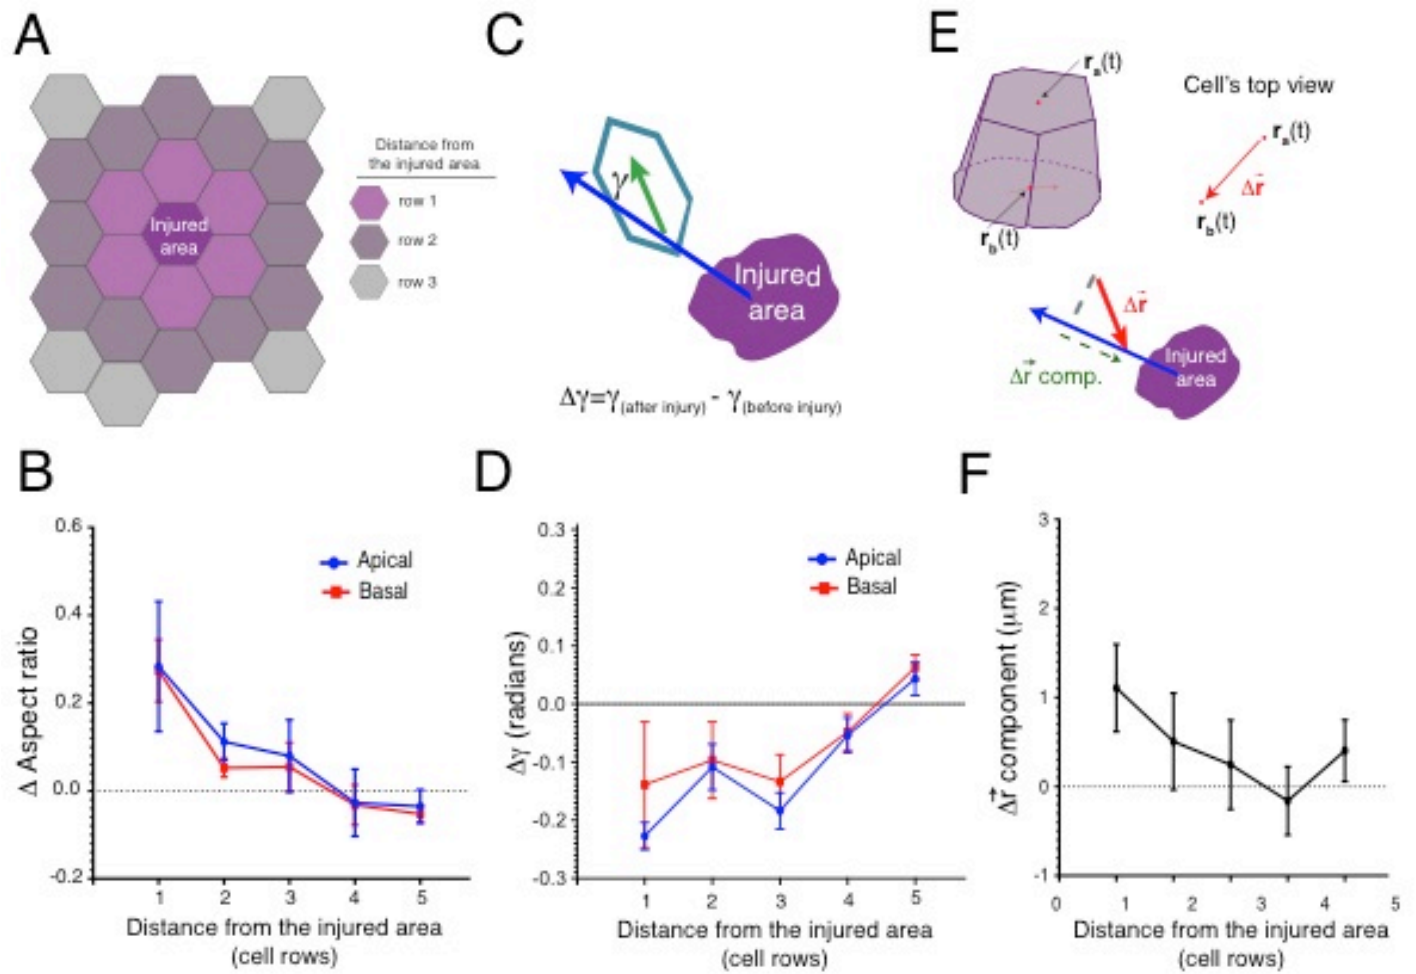 A
Distance from
the injured area
row 1
row 2
row 3
Injured
area
C
γ
Injured
area
Δγ=γ(after injury) - γ(before injury)
E
ra(t)
rb(t)
Cell's top view
ra(t)
Δr⃗
rb(t)
Δr⃗
Δr⃗ comp.
Injured
area
B
0.6
0.4
0.2
0.0
-0.2
Δ Aspect ratio
Apical
Basal
1 2 3 4 5
Distance from the injured area
(cell rows)
D
0.3
0.2
0.1
0.0
-0.1
-0.2
-0.3
Δγ (radians)
Apical
Basal
1 2 3 4 5
Distance from the injured area
(cell rows)
F
3
2
1
0
-1
Δr⃗ component (μm)
0 1 2 3 4 5
Distance from the injured area
(cell rows)